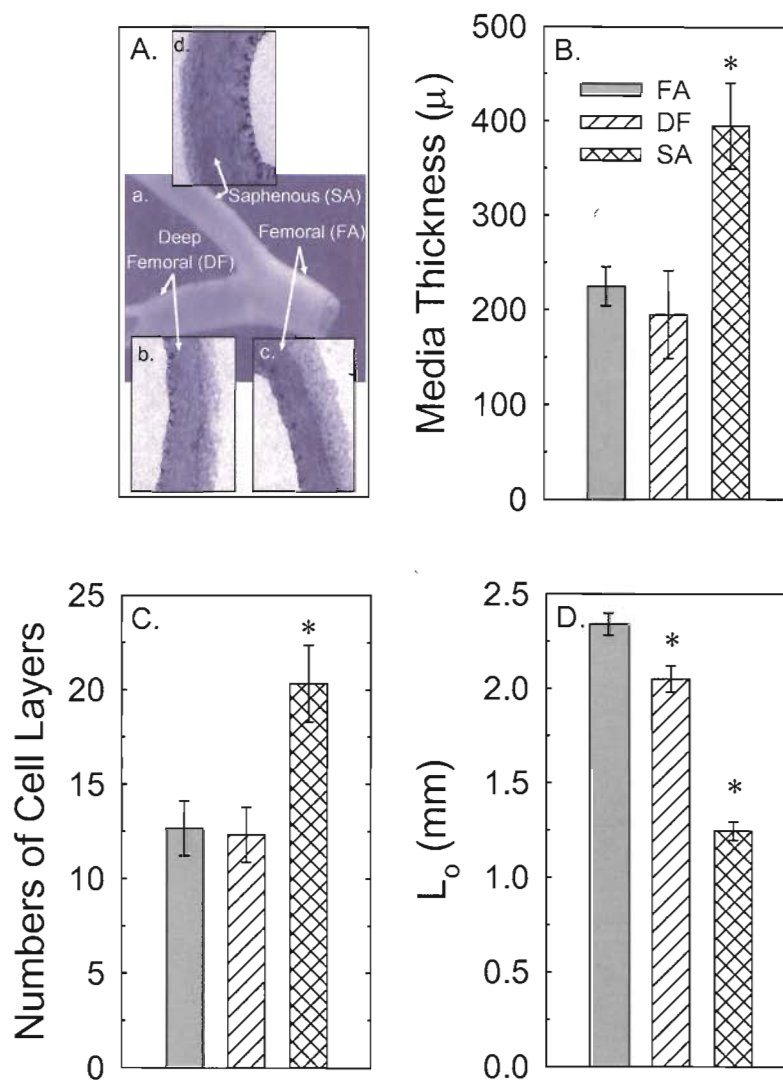 A.
d.
a.
Saphenous (SA)
Deep
Femoral (DF)
Femoral (FA)
b.
c.
B.
Media Thickness (μ)
500
400
300
200
100
0
FA
DF
SA
*
C.
Numbers of Cell Layers
25
20
15
10
5
0
*
D.
Lo (mm)
2.5
2.0
1.5
1.0
0.5
0.0
*
*